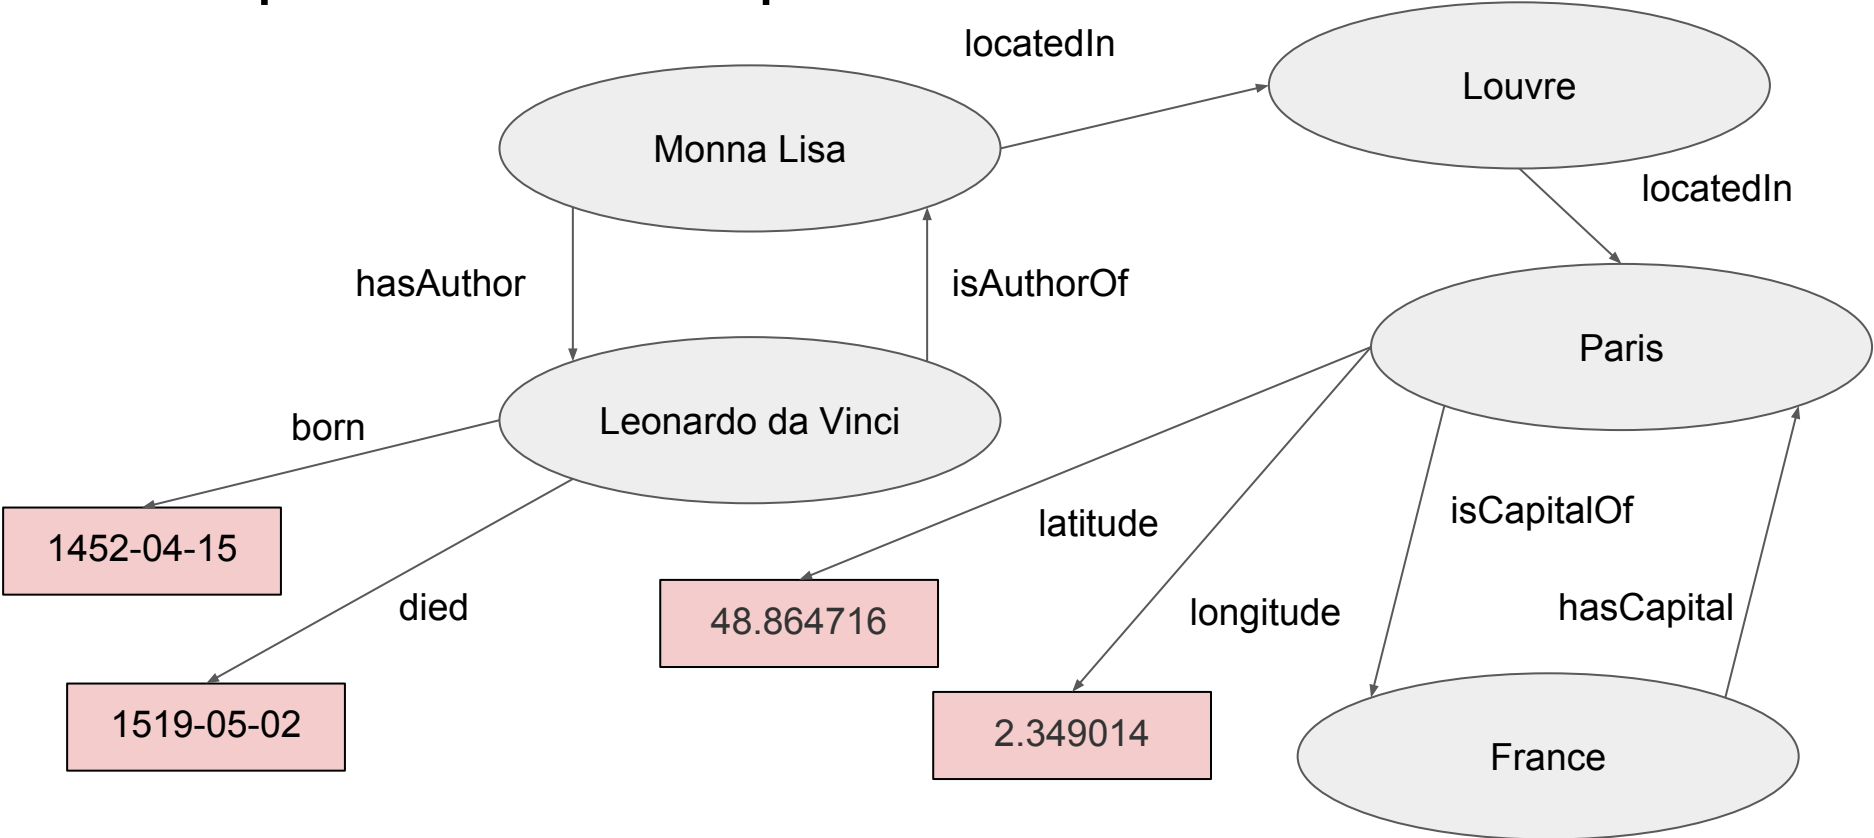 locatedIn
Louvre
Monna Lisa
locatedIn
hasAuthor
isAuthorOf
Paris
Leonardo da Vinci
born
1452-04-15
latitude
isCapitalOf
died
48.864716
longitude
hasCapital
1519-05-02
2.349014
France